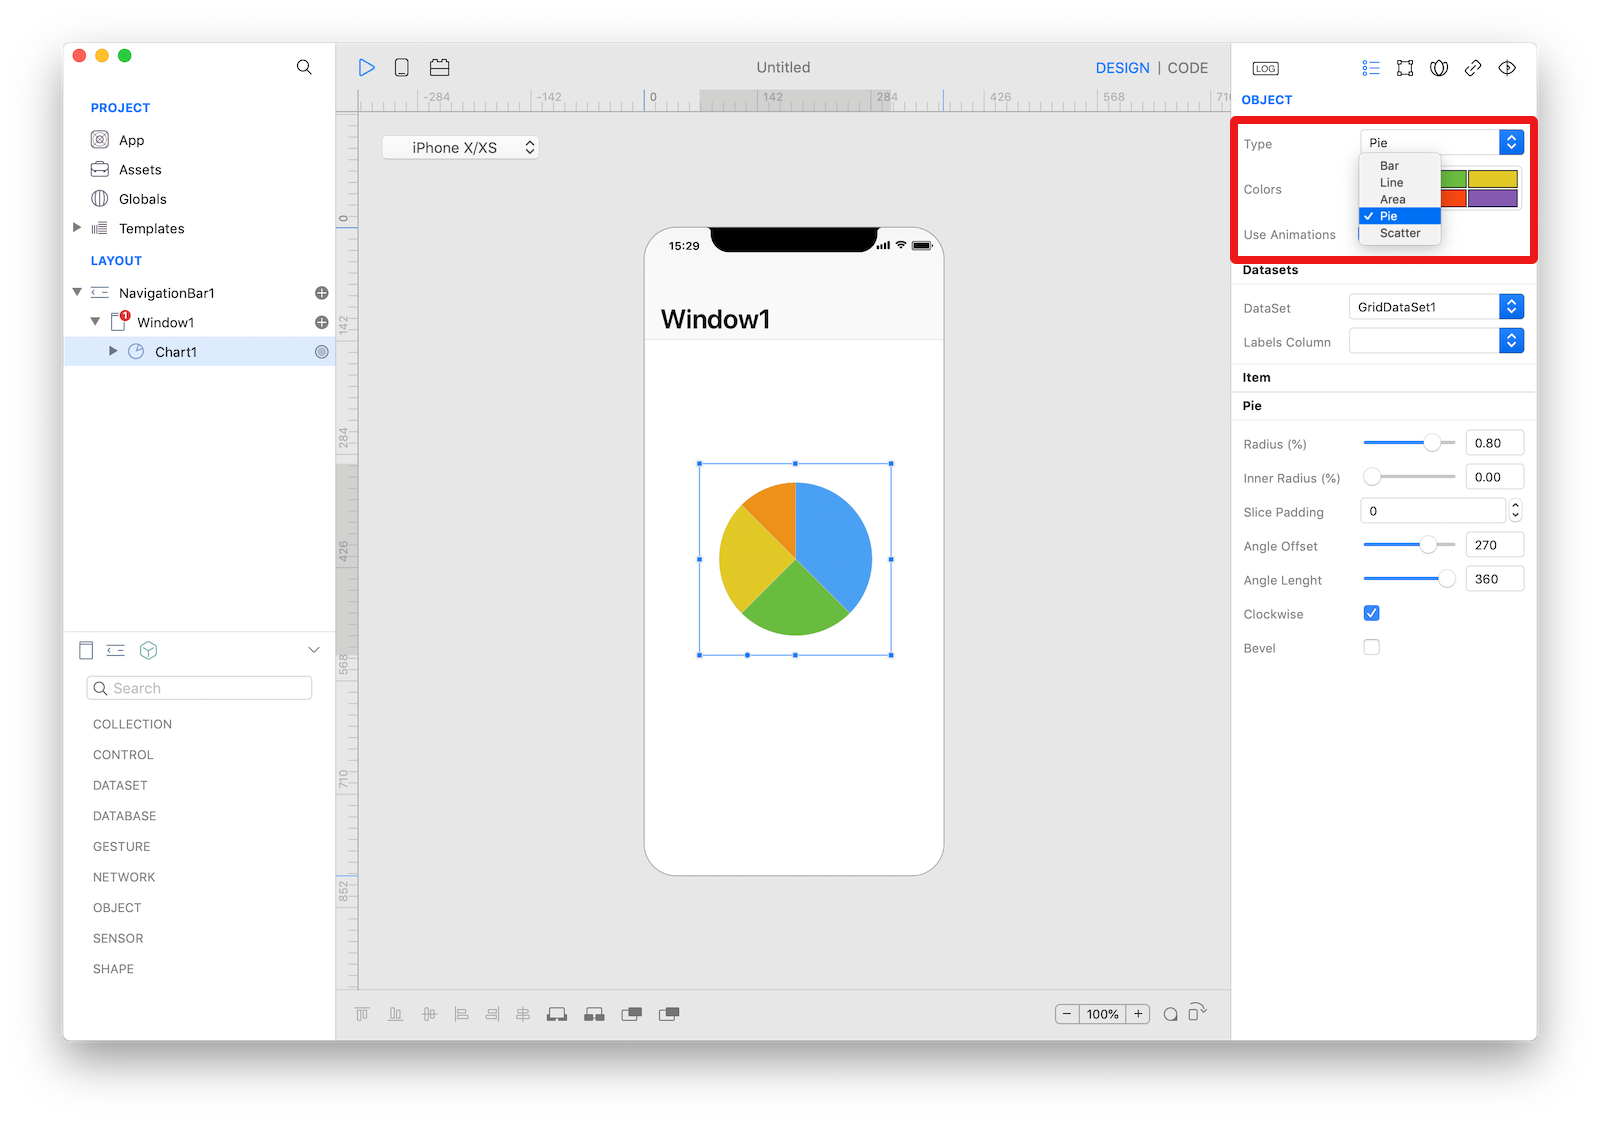 PROJECT
App
Assets
Globals
Templates
LAYOUT
NavigationBar1
1
Window1
Chart1
Search
COLLECTION
CONTROL
DATASET
DATABASE
GESTURE
NETWORK
OBJECT
SENSOR
SHAPE
Untitled
DESIGN | CODE
-284 -142 0 142 284 426 568 710
0
142
284
426
568
710
852
iPhone X/XS
15:29
Window1
100%
LOG
OBJECT
Type Pie
Bar
Line
Area
Pie
Scatter
Colors
Use Animations
Datasets
DataSet GridDataSet1
Labels Column
Item
Pie
Radius (%) 0.80
Inner Radius (%) 0.00
Slice Padding 0
Angle Offset 270
Angle Lenght 360
Clockwise
Bevel